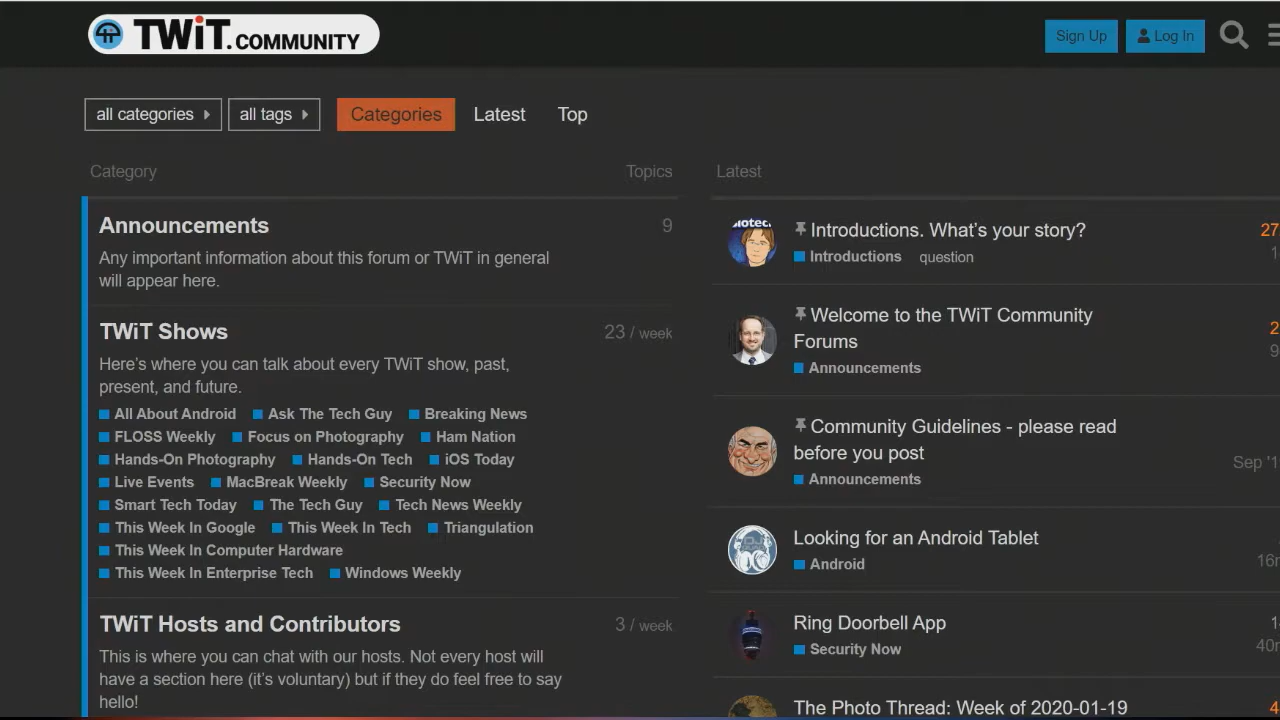 TWiT.COMMUNITY
Sign Up
Log In
all categories
all tags
Categories
Latest
Top
Category
Topics
Announcements
9
Any important information about this forum or TWiT in general
will appear here.
TWiT Shows
23 / week
Here's where you can talk about every TWiT show, past,
present, and future.
All About Android Ask The Tech Guy Breaking News
FLOSS Weekly Focus on Photography Ham Nation
Hands-On Photography Hands-On Tech iOS Today
Live Events MacBreak Weekly Security Now
Smart Tech Today The Tech Guy Tech News Weekly
This Week In Google This Week In Tech Triangulation
This Week In Computer Hardware
This Week In Enterprise Tech Windows Weekly
TWiT Hosts and Contributors
3 / week
This is where you can chat with our hosts. Not every host will
have a section here (it's voluntary) but if they do feel free to say
hello!
Latest
Introductions. What's your story?
27
Introductions question
Welcome to the TWiT Community
Forums
2
9
Announcements
Community Guidelines - please read
before you post
Sep '1
Announcements
Looking for an Android Tablet
Android
16m
Ring Doorbell App
Security Now
40m
The Photo Thread: Week of 2020-01-19
4